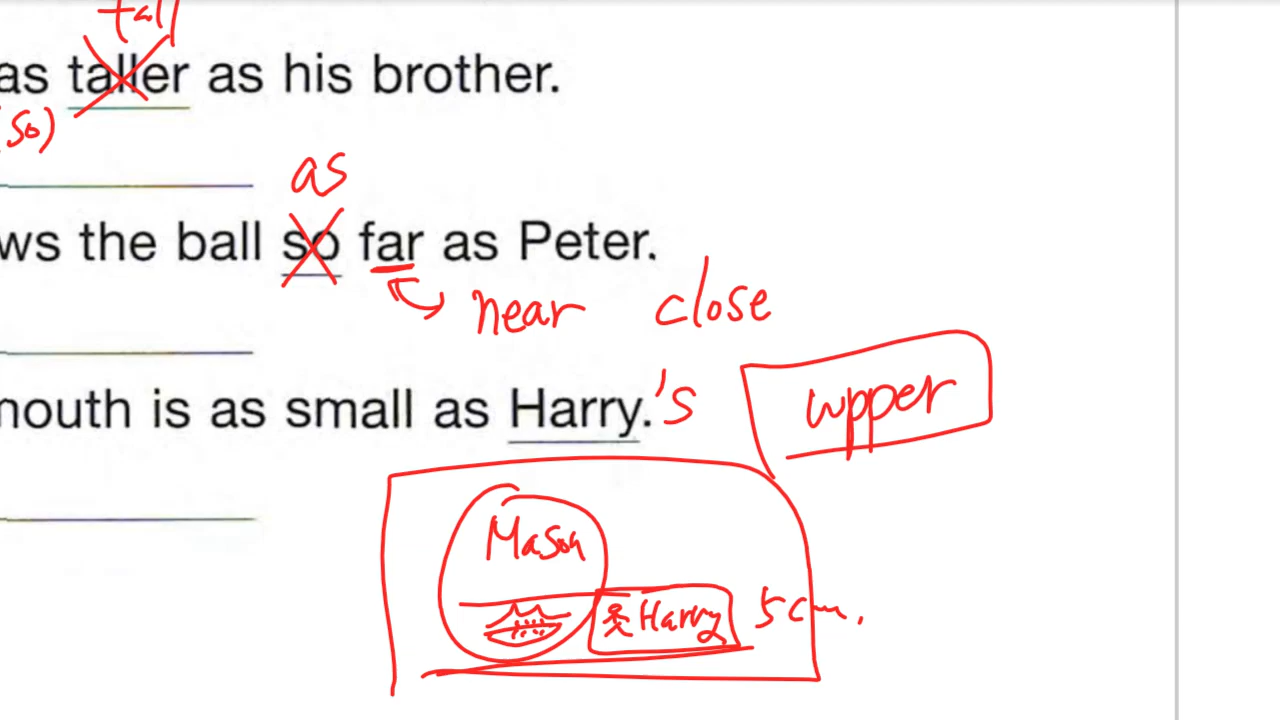 tall
as taller as his brother.
(so)
as
ws the ball so far as Peter.
near close
mouth is as small as Harry.'s
upper
Mason
Harry 5cm.